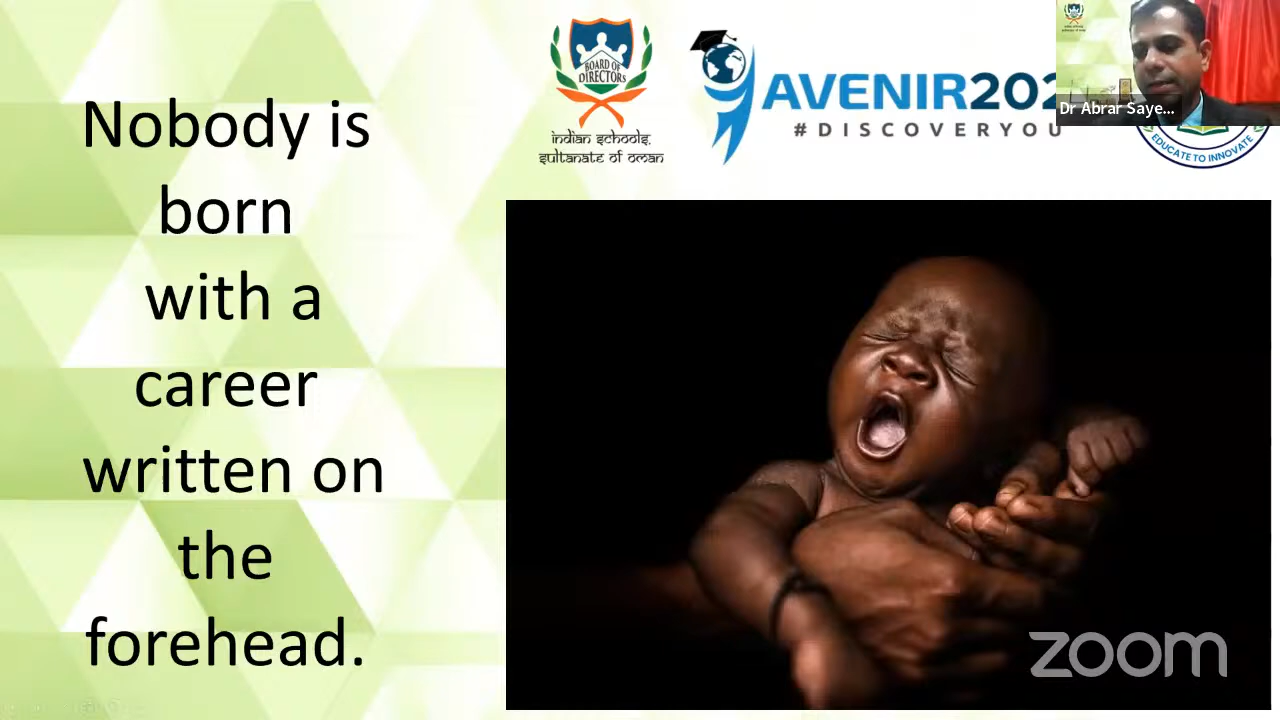 Nobody is
born
with a
career
written on
the
forehead.
BOARD OF
DIRECTORS
indian schools,
sultanate of oman
AVENIR202
#DISCOVERYOU
Dr Abrar Saye...
EDUCATE TO INNOVATE
zoom